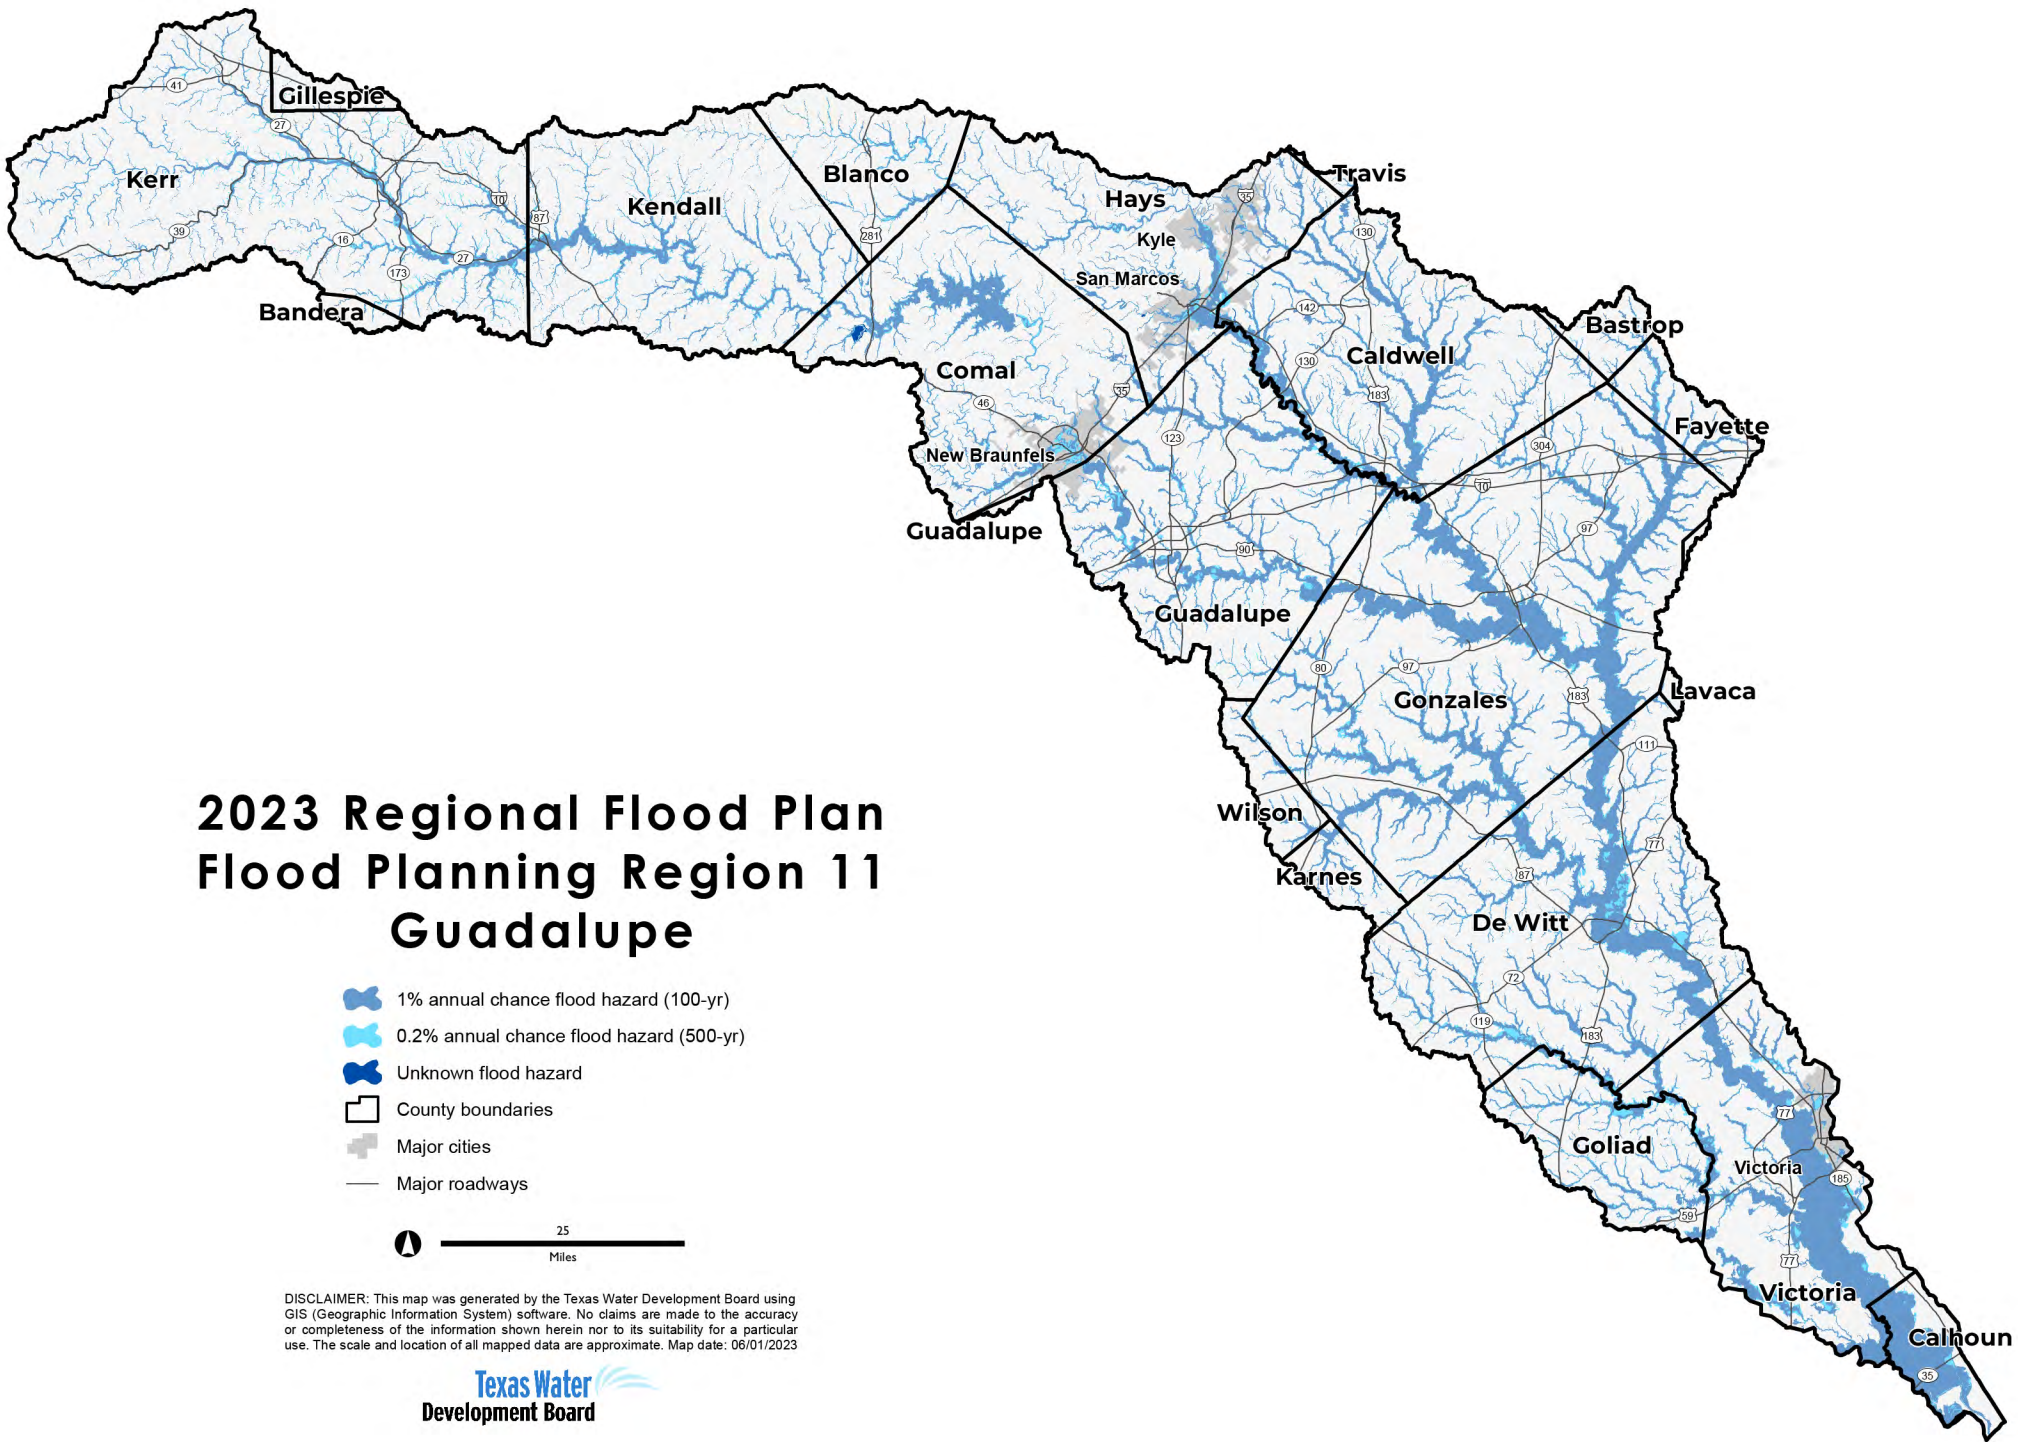 Gillespie
41
27
Kerr
39
16
173
27
10
87
Bandera
Kendall
Blanco
281
Hays
Kyle
San Marcos
35
Travis
130
142
130
Caldwell
183
Bastrop
Fayette
304
10
97
Comal
46
35
New Braunfels
123
Guadalupe
90
Guadalupe
80
97
Gonzales
183
Lavaca
111
77
Wilson
Karnes
87
De Witt
72
119
183
Goliad
59
77
Victoria
185
77
Victoria
Calhoun
35
2023 Regional Flood Plan
Flood Planning Region 11
Guadalupe
1% annual chance flood hazard (100-yr)
0.2% annual chance flood hazard (500-yr)
Unknown flood hazard
County boundaries
Major cities
Major roadways
25
Miles
DISCLAIMER: This map was generated by the Texas Water Development Board using
GIS (Geographic Information System) software. No claims are made to the accuracy
or completeness of the information shown herein nor to its suitability for a particular
use. The scale and location of all mapped data are approximate. Map date: 06/01/2023
Texas Water
Development Board